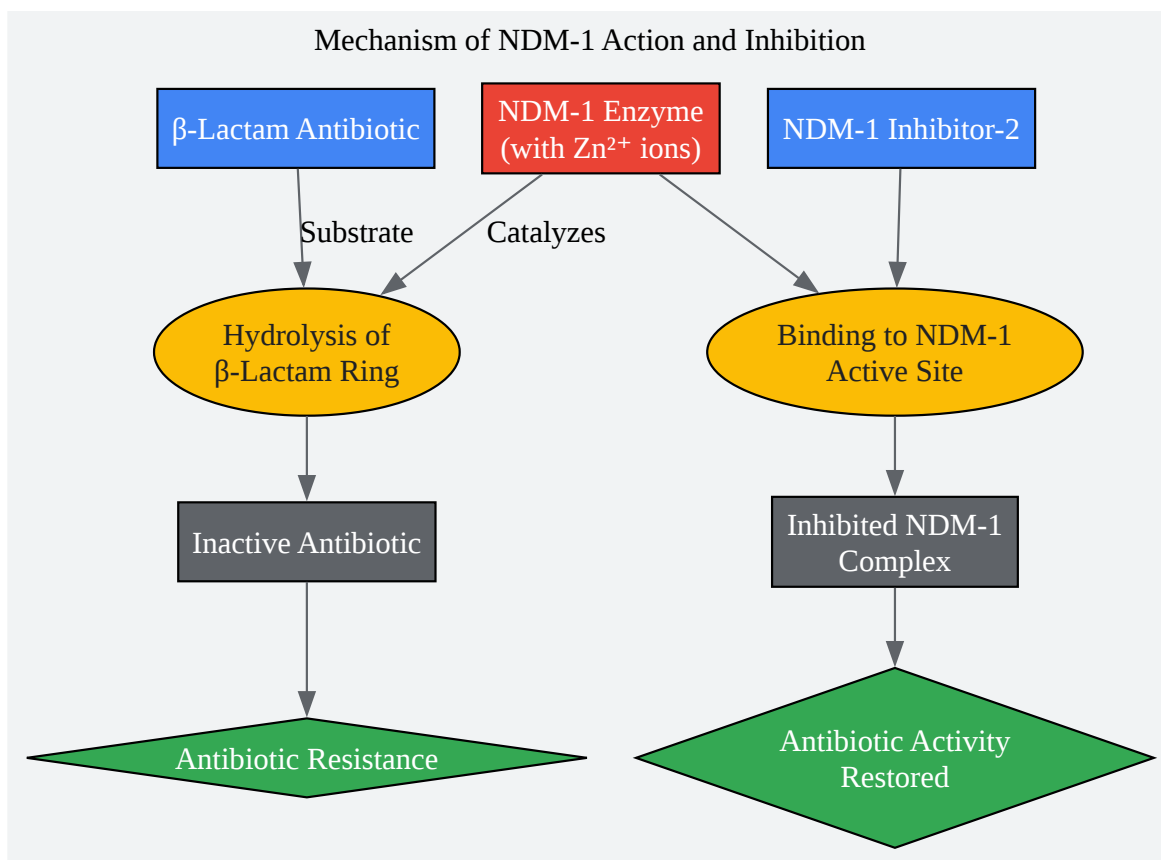 Mechanism of NDM-1 Action and Inhibition
β-Lactam Antibiotic
NDM-1 Enzyme
(with Zn²⁺ ions)
NDM-1 Inhibitor-2
Substrate
Catalyzes
Hydrolysis of
β-Lactam Ring
Binding to NDM-1
Active Site
Inactive Antibiotic
Inhibited NDM-1
Complex
Antibiotic Resistance
Antibiotic Activity
Restored